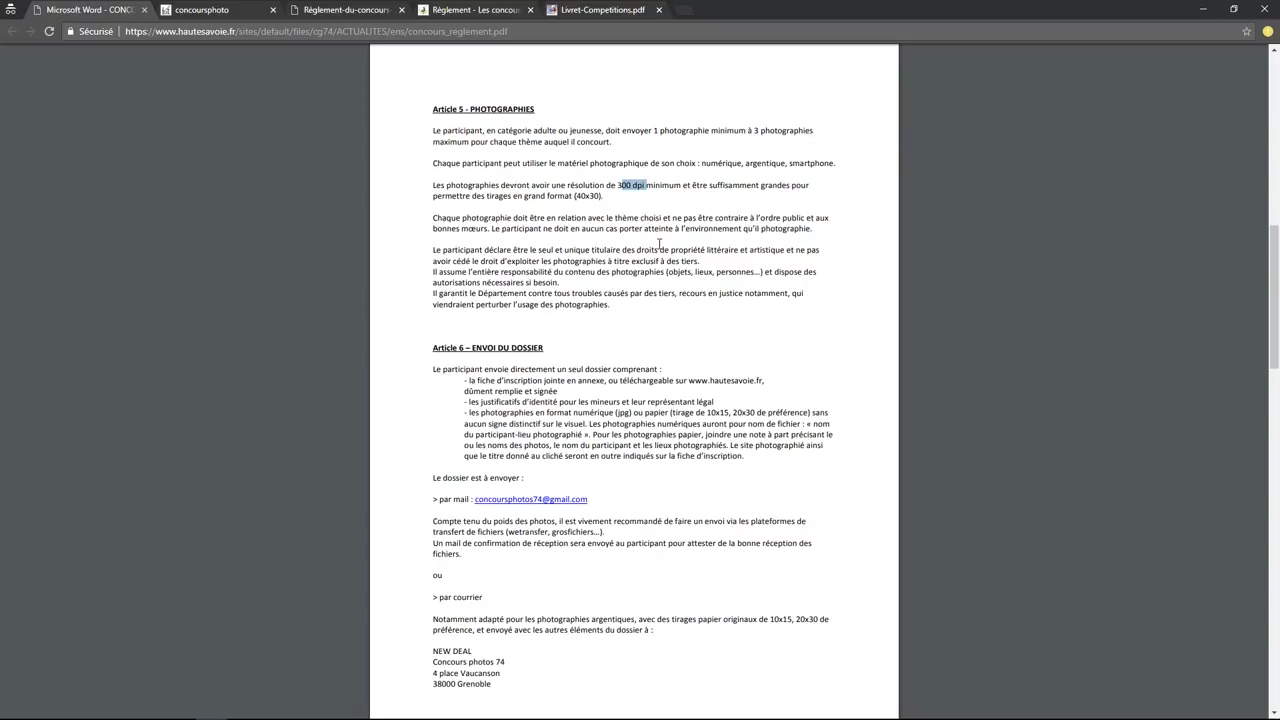 Microsoft Word - CONC
concoursphoto
Règlement-du-concours
Règlement - Les concour
Livret-Competitions.pdf
Sécurisé
https://www.hautesavoie.fr/sites/default/files/cg74/ACTUALITES/ens/concours_reglement.pdf
Article 5 - PHOTOGRAPHIES
Le participant, en catégorie adulte ou jeunesse, doit envoyer 1 photographie minimum à 3 photographies
maximum pour chaque thème auquel il concourt.
Chaque participant peut utiliser le matériel photographique de son choix : numérique, argentique, smartphone.
Les photographies devront avoir une résolution de 300 dpi minimum et être suffisamment grandes pour
permettre des tirages en grand format (40x30).
Chaque photographie doit être en relation avec le thème choisi et ne pas être contraire à l’ordre public et aux
bonnes mœurs. Le participant ne doit en aucun cas porter atteinte à l’environnement qu’il photographie.
Le participant déclare être le seul et unique titulaire des droits de propriété littéraire et artistique et ne pas
avoir cédé le droit d’exploiter les photographies à titre exclusif à des tiers.
Il assume l’entière responsabilité du contenu des photographies (objets, lieux, personnes…) et dispose des
autorisations nécessaires si besoin.
Il garantit le Département contre tous troubles causés par des tiers, recours en justice notamment, qui
viendraient perturber l’usage des photographies.
Article 6 – ENVOI DU DOSSIER
Le participant envoie directement un seul dossier comprenant :
- la fiche d’inscription jointe en annexe, ou téléchargeable sur www.hautesavoie.fr,
dûment remplie et signée
- les justificatifs d’identité pour les mineurs et leur représentant légal
- les photographies en format numérique (jpg) ou papier (tirage de 10x15, 20x30 de préférence) sans
aucun signe distinctif sur le visuel. Les photographies numériques auront pour nom de fichier : « nom
du participant-lieu photographié ». Pour les photographies papier, joindre une note à part précisant le
ou les noms des photos, le nom du participant et les lieux photographiés. Le site photographié ainsi
que le titre donné au cliché seront en outre indiqués sur la fiche d’inscription.
Le dossier est à envoyer :
> par mail : concoursphotos74@gmail.com
Compte tenu du poids des photos, il est vivement recommandé de faire un envoi via les plateformes de
transfert de fichiers (wetransfer, grosfichiers…).
Un mail de confirmation de réception sera envoyé au participant pour attester de la bonne réception des
fichiers.
ou
> par courrier
Notamment adapté pour les photographies argentiques, avec des tirages papier originaux de 10x15, 20x30 de
préférence, et envoyé avec les autres éléments du dossier à :
NEW DEAL
Concours photos 74
4 place Vaucanson
38000 Grenoble